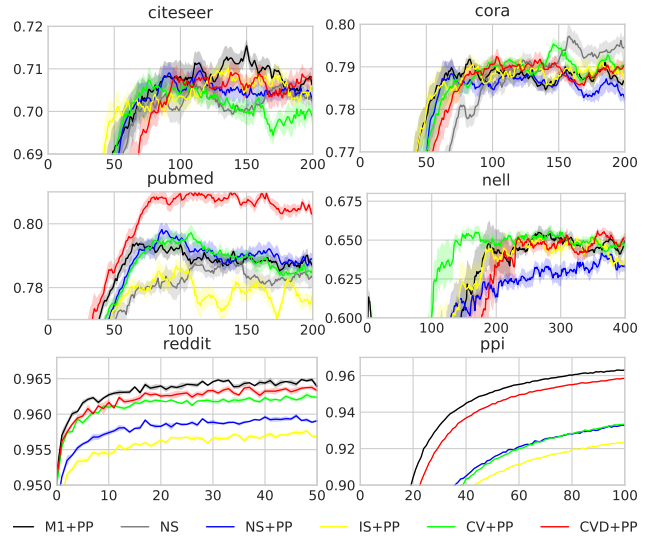 citeseer
cora
0.72
0.71
0.70
0.69
0 50 100 150 200
0.80
0.79
0.78
0.77
0 50 100 150 200
pubmed
nell
0.80
0.78
0 50 100 150 200
0.675
0.650
0.625
0.600
0 100 200 300 400
reddit
ppi
0.965
0.960
0.955
0.950
0 10 20 30 40 50
0.96
0.94
0.92
0.90
0 20 40 60 80 100
M1+PP NS NS+PP IS+PP CV+PP CVD+PP